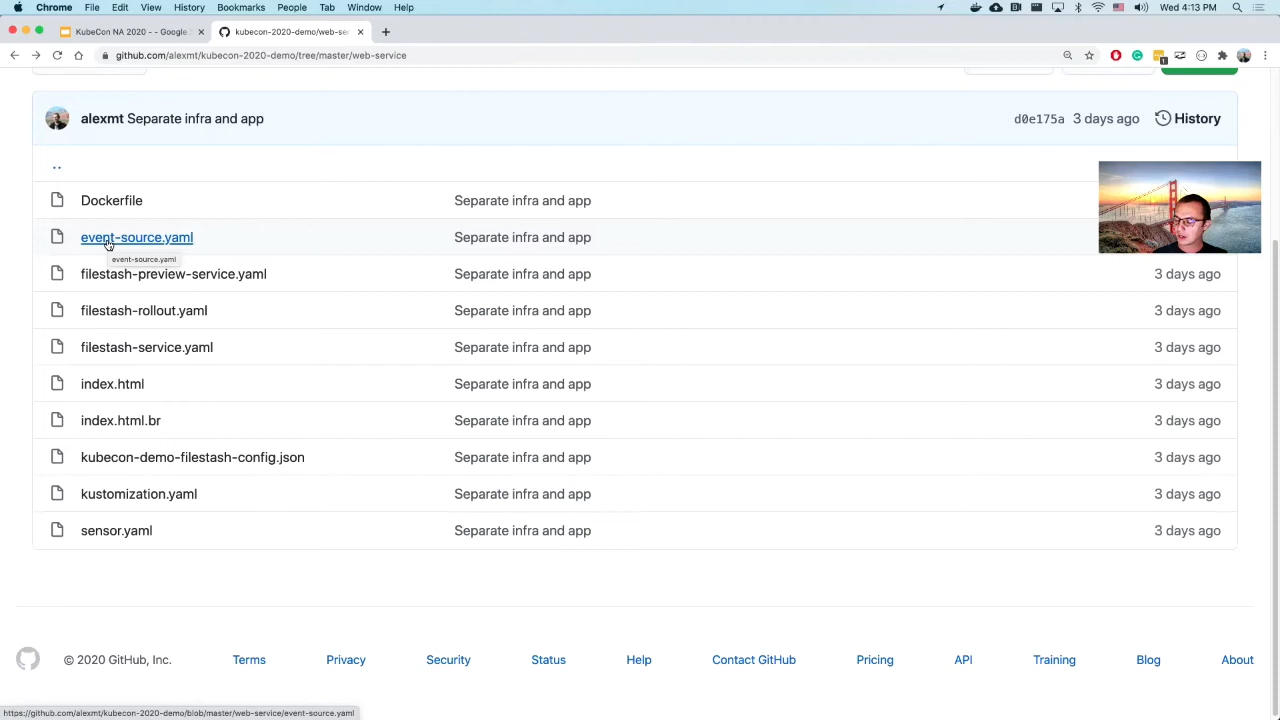 Chrome File Edit View History Bookmarks People Tab Window Help Wed 4:13 PM
KubeCon NA 2020 - - Google kubecon-2020-demo/web-se
github.com/alexmt/kubecon-2020-demo/tree/master/web-service
alexmt Separate infra and app d0e175a 3 days ago History
..
Dockerfile Separate infra and app
event-source.yaml Separate infra and app
event-source.yaml
filestash-preview-service.yaml Separate infra and app 3 days ago
filestash-rollout.yaml Separate infra and app 3 days ago
filestash-service.yaml Separate infra and app 3 days ago
index.html Separate infra and app 3 days ago
index.html.br Separate infra and app 3 days ago
kubecon-demo-filestash-config.json Separate infra and app 3 days ago
kustomization.yaml Separate infra and app 3 days ago
sensor.yaml Separate infra and app 3 days ago
© 2020 GitHub, Inc. Terms Privacy Security Status Help Contact GitHub Pricing API Training Blog About
https://github.com/alexmt/kubecon-2020-demo/blob/master/web-service/event-source.yaml